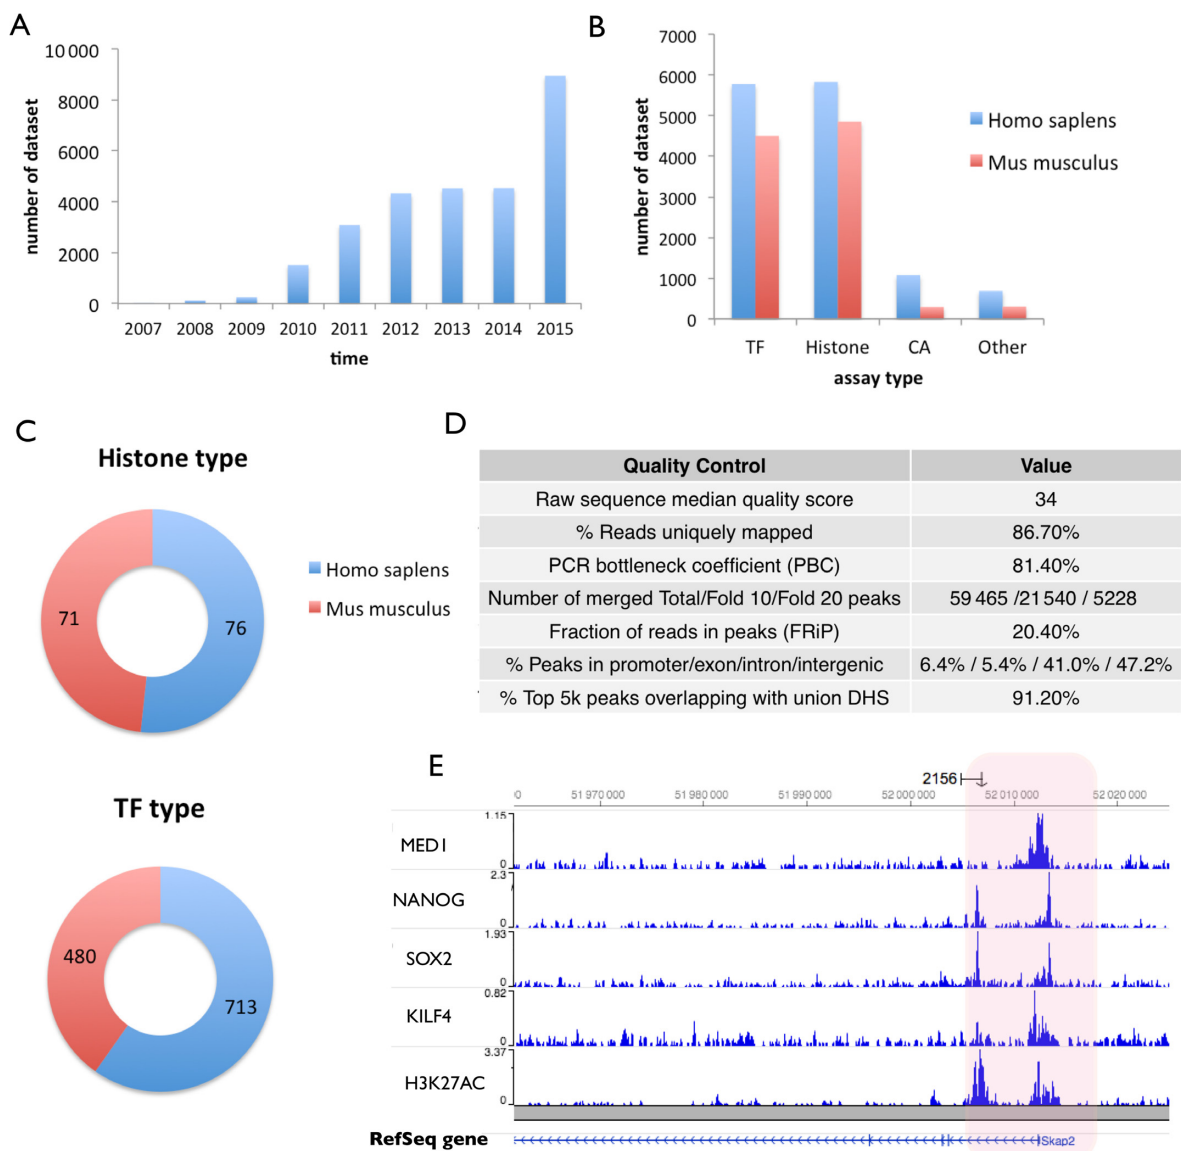 A
number of dataset
10 000
8000
6000
4000
2000
0
2007 2008 2009 2010 2011 2012 2013 2014 2015
time
B
number of dataset
7000
6000
5000
4000
3000
2000
1000
0
TF Histone CA Other
assay type
Homo saplens
Mus musculus
C
Histone type
71
76
Homo saplens
Mus musculus
TF type
480
713
D
Quality Control Value
Raw sequence median quality score 34
% Reads uniquely mapped 86.70%
PCR bottleneck coefficient (PBC) 81.40%
Number of merged Total/Fold 10/Fold 20 peaks 59 465 /21 540 / 5228
Fraction of reads in peaks (FRiP) 20.40%
% Peaks in promoter/exon/intron/intergenic 6.4% / 5.4% / 41.0% / 47.2%
% Top 5k peaks overlapping with union DHS 91.20%
E
2156
0 51 970 000 51 980 000 51 990 000 52 000 000 52 010 000 52 020 000
1.15
MED1
0
2.3
NANOG
0
1.93
SOX2
0
0.82
KILF4
0
3.37
H3K27AC
0
RefSeq gene Skap2